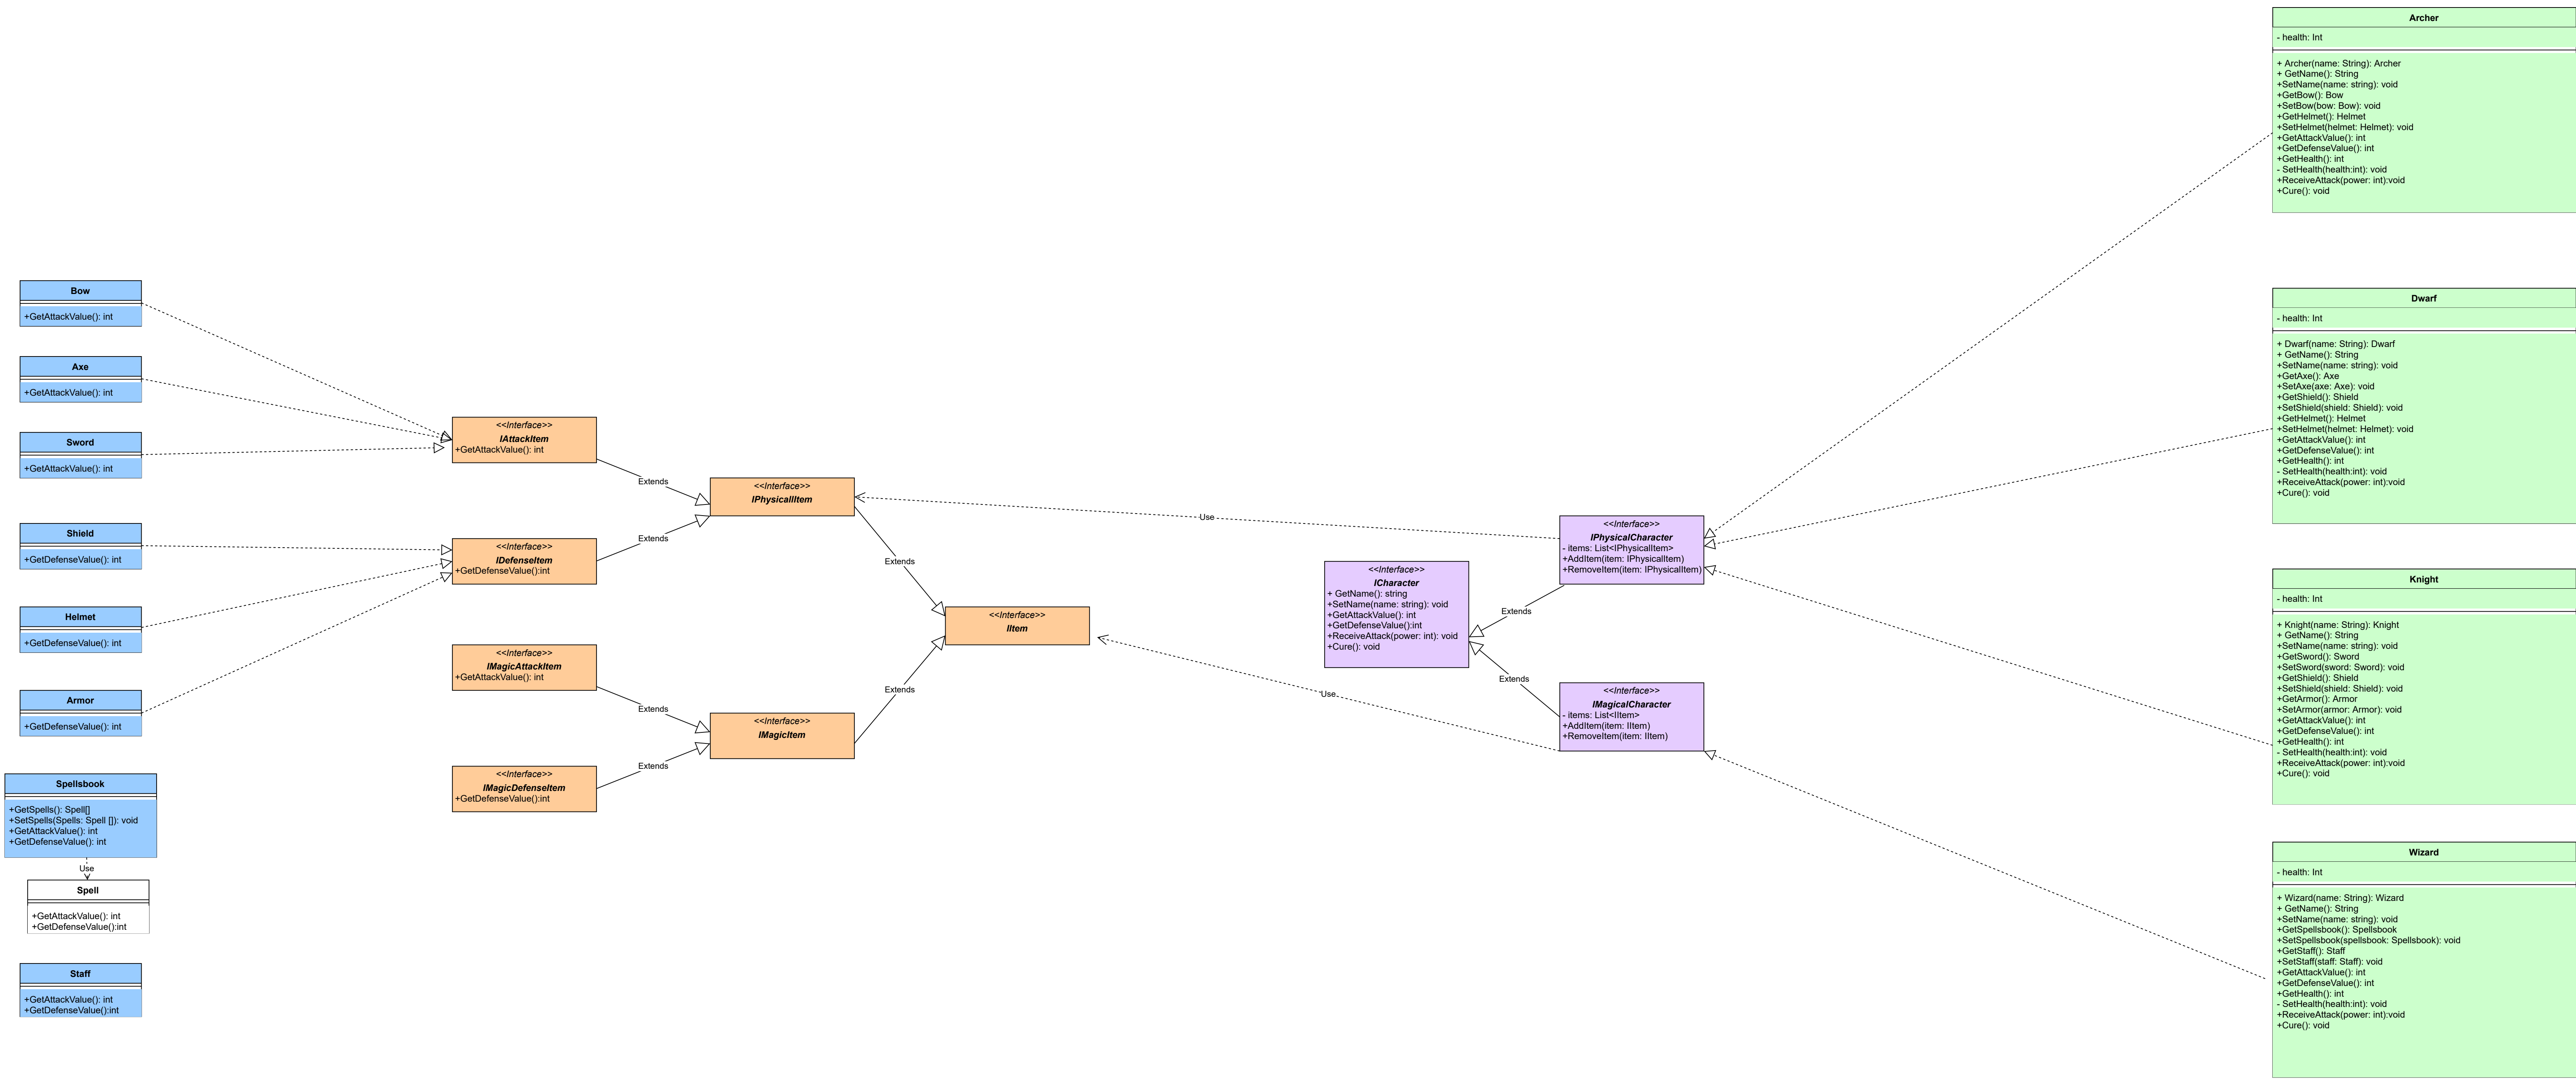 Bow
+GetAttackValue(): int
Axe
+GetAttackValue(): int
Sword
+GetAttackValue(): int
Shield
+GetDefenseValue(): int
Helmet
+GetDefenseValue(): int
Armor
+GetDefenseValue(): int
Spellsbook
+GetSpells(): Spell[]
+SetSpells(Spells: Spell []): void
+GetAttackValue(): int
+GetDefenseValue(): int
Use
Spell
+GetAttackValue(): int
+GetDefenseValue():int
Staff
+GetAttackValue(): int
+GetDefenseValue():int
<<Interface>>
IAttackItem
+GetAttackValue(): int
Extends
<<Interface>>
IDefenseItem
+GetDefenseValue():int
Extends
<<Interface>>
IMagicAttackItem
+GetAttackValue(): int
Extends
<<Interface>>
IMagicDefenseItem
+GetDefenseValue():int
Extends
<<Interface>>
IPhysicalIItem
Extends
<<Interface>>
IMagicItem
Extends
<<Interface>>
IItem
Use
Use
<<Interface>>
ICharacter
+ GetName(): string
+SetName(name: string): void
+GetAttackValue(): int
+GetDefenseValue():int
+ReceiveAttack(power: int): void
+Cure(): void
Extends
Extends
<<Interface>>
IPhysicalCharacter
- items: List<IPhysicalItem>
+AddItem(item: IPhysicalItem)
+RemoveItem(item: IPhysicalItem)
<<Interface>>
IMagicalCharacter
- items: List<IItem>
+AddItem(item: IItem)
+RemoveItem(item: IItem)
Archer
- health: Int
+ Archer(name: String): Archer
+ GetName(): String
+SetName(name: string): void
+GetBow(): Bow
+SetBow(bow: Bow): void
+GetHelmet(): Helmet
+SetHelmet(helmet: Helmet): void
+GetAttackValue(): int
+GetDefenseValue(): int
+GetHealth(): int
- SetHealth(health:int): void
+ReceiveAttack(power: int):void
+Cure(): void
Dwarf
- health: Int
+ Dwarf(name: String): Dwarf
+ GetName(): String
+SetName(name: string): void
+GetAxe(): Axe
+SetAxe(axe: Axe): void
+GetShield(): Shield
+SetShield(shield: Shield): void
+GetHelmet(): Helmet
+SetHelmet(helmet: Helmet): void
+GetAttackValue(): int
+GetDefenseValue(): int
+GetHealth(): int
- SetHealth(health:int): void
+ReceiveAttack(power: int):void
+Cure(): void
Knight
- health: Int
+ Knight(name: String): Knight
+ GetName(): String
+SetName(name: string): void
+GetSword(): Sword
+SetSword(sword: Sword): void
+GetShield(): Shield
+SetShield(shield: Shield): void
+GetArmor(): Armor
+SetArmor(armor: Armor): void
+GetAttackValue(): int
+GetDefenseValue(): int
+GetHealth(): int
- SetHealth(health:int): void
+ReceiveAttack(power: int):void
+Cure(): void
Wizard
- health: Int
+ Wizard(name: String): Wizard
+ GetName(): String
+SetName(name: string): void
+GetSpellsbook(): Spellsbook
+SetSpellsbook(spellsbook: Spellsbook): void
+GetStaff(): Staff
+SetStaff(staff: Staff): void
+GetAttackValue(): int
+GetDefenseValue(): int
+GetHealth(): int
- SetHealth(health:int): void
+ReceiveAttack(power: int):void
+Cure(): void